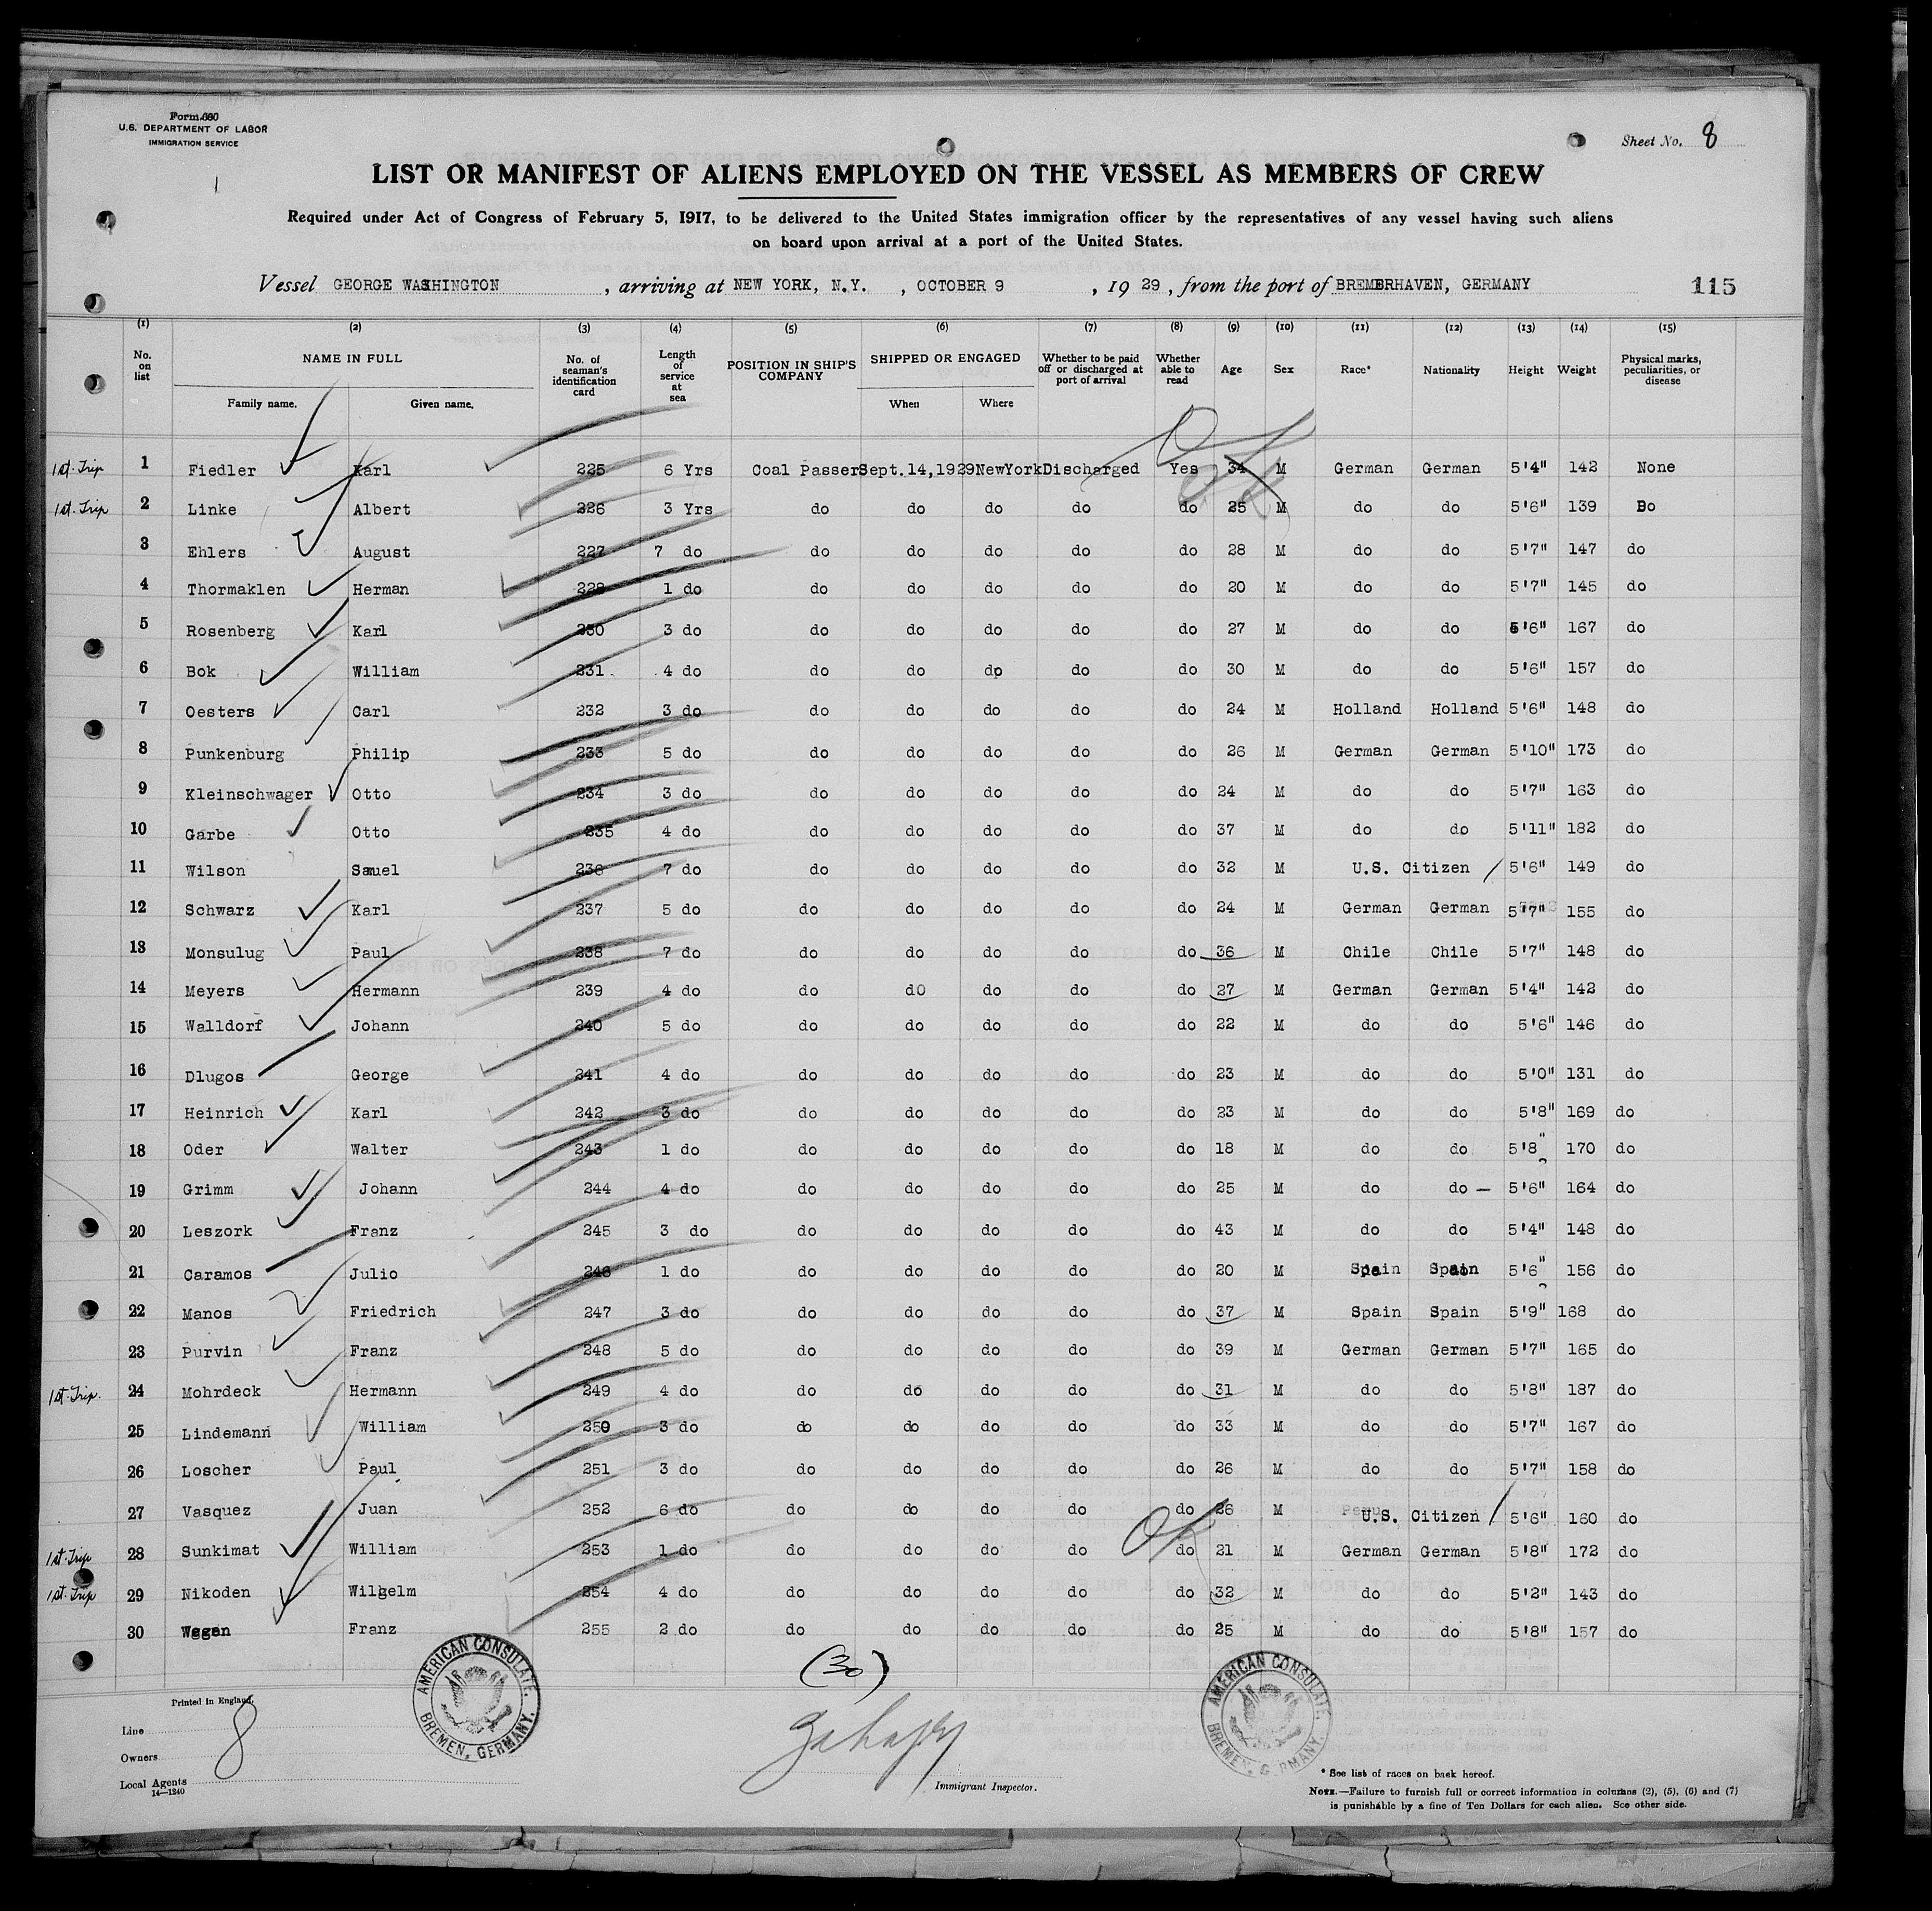 Form 680
U.S. DEPARTMENT OF LABOR
IMMIGRATION SERVICE
Sheet No. 8
LIST OR MANIFEST OF ALIENS EMPLOYED ON THE VESSEL AS MEMBERS OF CREW
Required under Act of Congress of February 5, 1917, to be delivered to the United States immigration officer by the representatives of any vessel having such aliens
on board upon arrival at a port of the United States.
Vessel GEORGE WASHINGTON, arriving at NEW YORK, N.Y., OCTOBER 9, 1929, from the port of BREMERHAVEN, GERMANY 115
(1) (2) (3) (4) (5) (6) (7) (8) (9) (10) (11) (12) (13) (14) (15)
No. on list NAME IN FULL Family name. Given name. No. of seaman's identification card Length of service at sea POSITION IN SHIP'S COMPANY SHIPPED OR ENGAGED When Where Whether to be paid off or discharged at port of arrival Whether able to read Age Sex Race* Nationality Height Weight Physical marks, peculiarities, or disease
1st. Trip 1 Fiedler Karl 225 6 Yrs Coal Passer Sept.14,1929 NewYork Discharged Yes 34 M German German 5'4" 142 None
1st. Trip 2 Linke Albert 226 3 Yrs do do do do do 25 M do do 5'6" 139 Do
3 Ehlers August 227 7 do do do do do do 28 M do do 5'7" 147 do
4 Thormaklen Herman 228 1 do do do do do do 20 M do do 5'7" 145 do
5 Rosenberg Karl 230 3 do do do do do do 27 M do do 5'6" 167 do
6 Bok William 231 4 do do do do do do 30 M do do 5'6" 157 do
7 Oesters Carl 232 3 do do do do do do 24 M Holland Holland 5'6" 148 do
8 Punkenburg Philip 233 5 do do do do do do 26 M German German 5'10" 173 do
9 Kleinschwager Otto 234 3 do do do do do do 24 M do do 5'7" 163 do
10 Garbe Otto 235 4 do do do do do do 37 M do do 5'11" 182 do
11 Wilson Samuel 236 7 do do do do do do 32 M U.S. Citizen 5'6" 149 do
12 Schwarz Karl 237 5 do do do do do do 24 M German German 5'7" 155 do
13 Monsulug Paul 238 7 do do do do do do 36 M Chile Chile 5'7" 148 do
14 Meyers Hermann 239 4 do do do do do do 27 M German German 5'4" 142 do
15 Walldorf Johann 240 5 do do do do do do 22 M do do 5'6" 146 do
16 Dlugos George 241 4 do do do do do do 23 M do do 5'0" 131 do
17 Heinrich Karl 242 3 do do do do do do 23 M do do 5'8" 169 do
18 Oder Walter 243 1 do do do do do do 18 M do do 5'8" 170 do
19 Grimm Johann 244 4 do do do do do do 25 M do do — 5'6" 164 do
20 Leszork Franz 245 3 do do do do do do 43 M do do 5'4" 148 do
21 Caramos Julio 246 1 do do do do do do 20 M Spain Spain 5'6" 156 do
22 Manos Friedrich 247 3 do do do do do do 37 M Spain Spain 5'9" 168 do
23 Purvin Franz 248 5 do do do do do do 39 M German German 5'7" 165 do
1st. Trip. 24 Mohrdeck Hermann 249 4 do do do do do do 31 M do do 5'8" 187 do
25 Lindemann William 250 3 do do do do do do 33 M do do 5'7" 167 do
26 Loscher Paul 251 3 do do do do do do 26 M do do 5'7" 158 do
27 Vasquez Juan 252 6 do do do do do do 26 M U.S. Citizen 5'6" 160 do
1st. Trip 28 Sunkimat William 253 1 do do do do do do 21 M German German 5'8" 172 do
1st. Trip 29 Nikoden Wilgelm 254 4 do do do do do do 32 M do do 5'2" 143 do
30 Wegen Franz 255 2 do do do do do do 25 M do do 5'8" 157 do
OK
(30)
Printed in England.
AMERICAN CONSULATE. BREMEN, GERMANY.
AMERICAN CONSULATE. BREMEN, GERMANY.
Line
Owners 8
Local Agents
14—1240
Immigrant Inspector.
* See list of races on back hereof.
NOTE.—Failure to furnish full or correct information in columns (2), (5), (6) and (7)
is punishable by a fine of Ten Dollars for each alien. See other side.